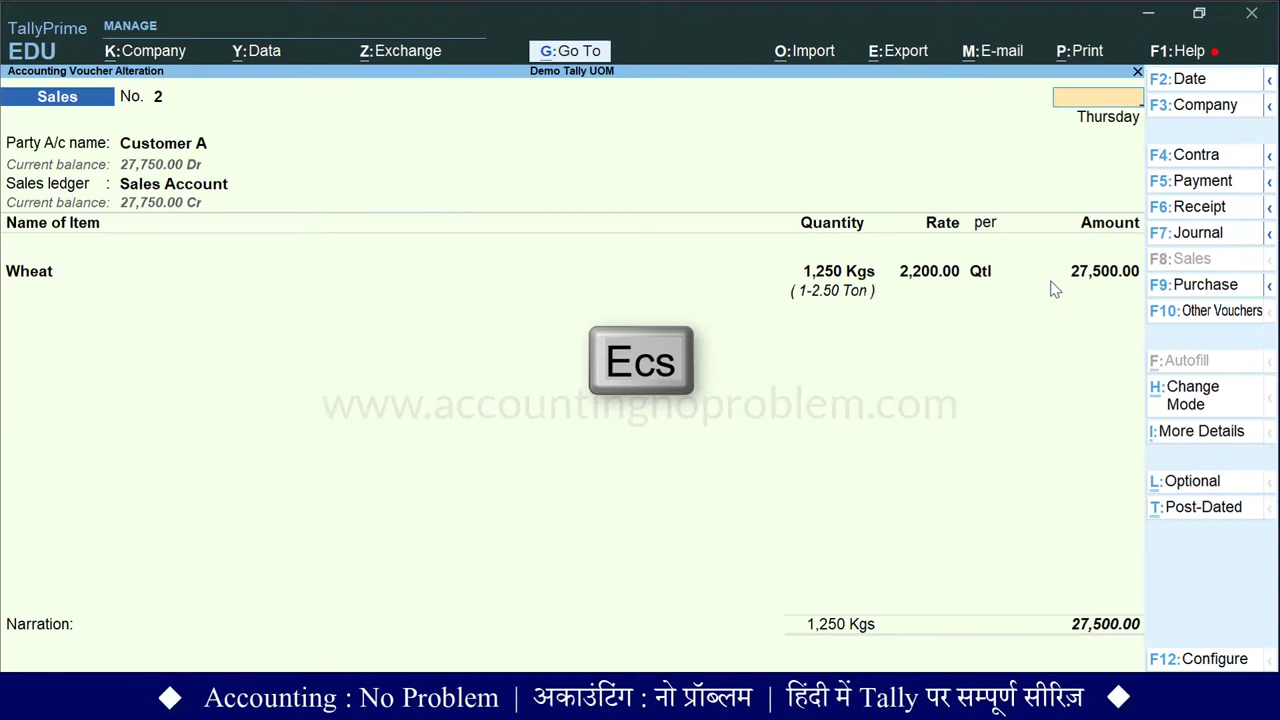 TallyPrime
MANAGE
EDU
K:Company
Y:Data
Z:Exchange
G:Go To
O:Import
E:Export
M:E-mail
P:Print
F1:Help
Accounting Voucher Alteration
Demo Tally UOM
Sales
No. 2
Thursday
Party A/c name: Customer A
Current balance: 27,750.00 Dr
Sales ledger : Sales Account
Current balance: 27,750.00 Cr
Name of Item Quantity Rate per Amount
Wheat 1,250 Kgs 2,200.00 Qtl 27,500.00
( 1-2.50 Ton )
Ecs
www.accountingnoproblem.com
Narration: 1,250 Kgs 27,500.00
F2:Date
F3:Company
F4:Contra
F5:Payment
F6:Receipt
F7:Journal
F8:Sales
F9:Purchase
F10:Other Vouchers
F:Autofill
H:Change
Mode
I:More Details
L:Optional
T:Post-Dated
F12:Configure
◆ Accounting : No Problem | अकाउंटिंग : नो प्रॉब्लम | हिंदी में Tally पर सम्पूर्ण सीरिज़ ◆